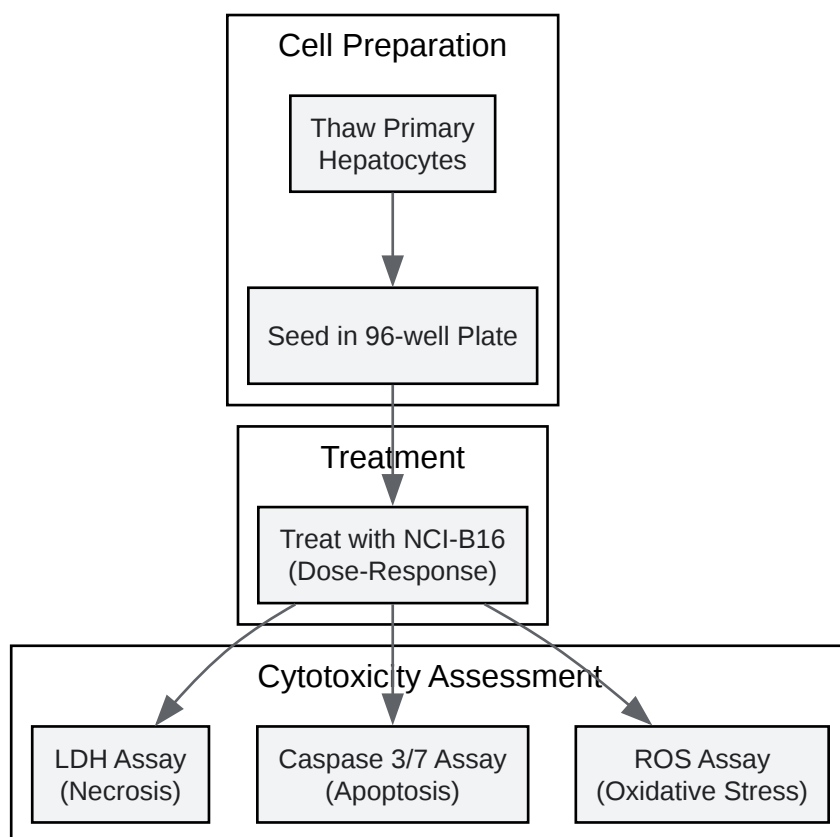 Cell Preparation
Thaw Primary
Hepatocytes
Seed in 96-well Plate
Treatment
Treat with NCI-B16
(Dose-Response)
Cytotoxicity Assessment
LDH Assay
(Necrosis)
Caspase 3/7 Assay
(Apoptosis)
ROS Assay
(Oxidative Stress)